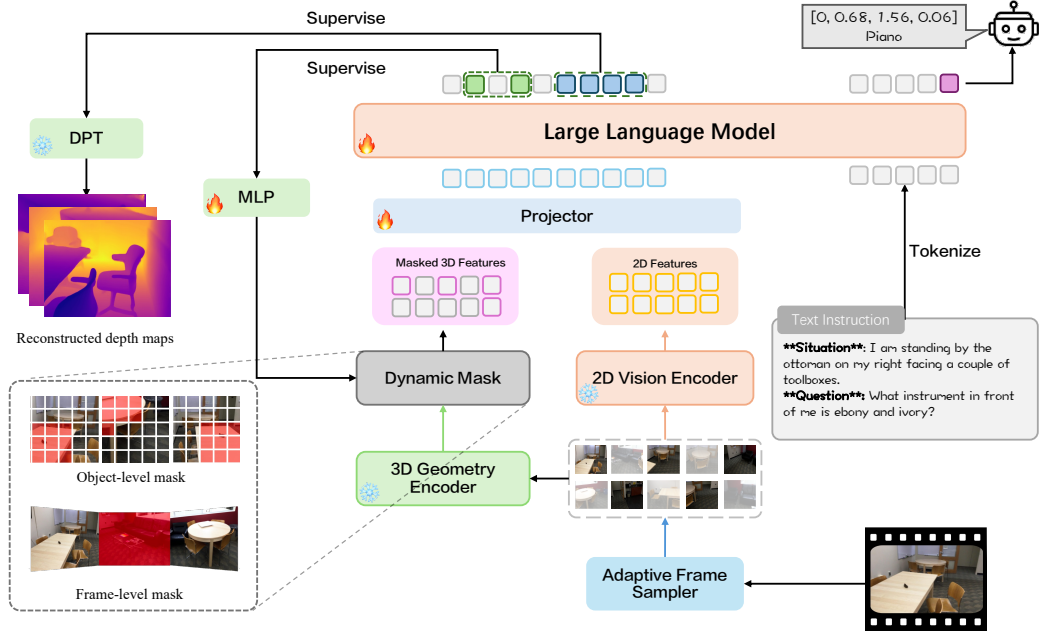 Supervise
Supervise
[0, 0.68, 1.56, 0.06]
Piano
DPT
Large Language Model
MLP
Projector
Tokenize
Masked 3D Features
2D Features
Reconstructed depth maps
Text Instruction
**Situation**: I am standing by the
ottoman on my right facing a couple of
toolboxes.
**Question**: What instrument in front
of me is ebony and ivory?
Dynamic Mask
2D Vision Encoder
Object-level mask
3D Geometry
Encoder
Frame-level mask
Adaptive Frame
Sampler